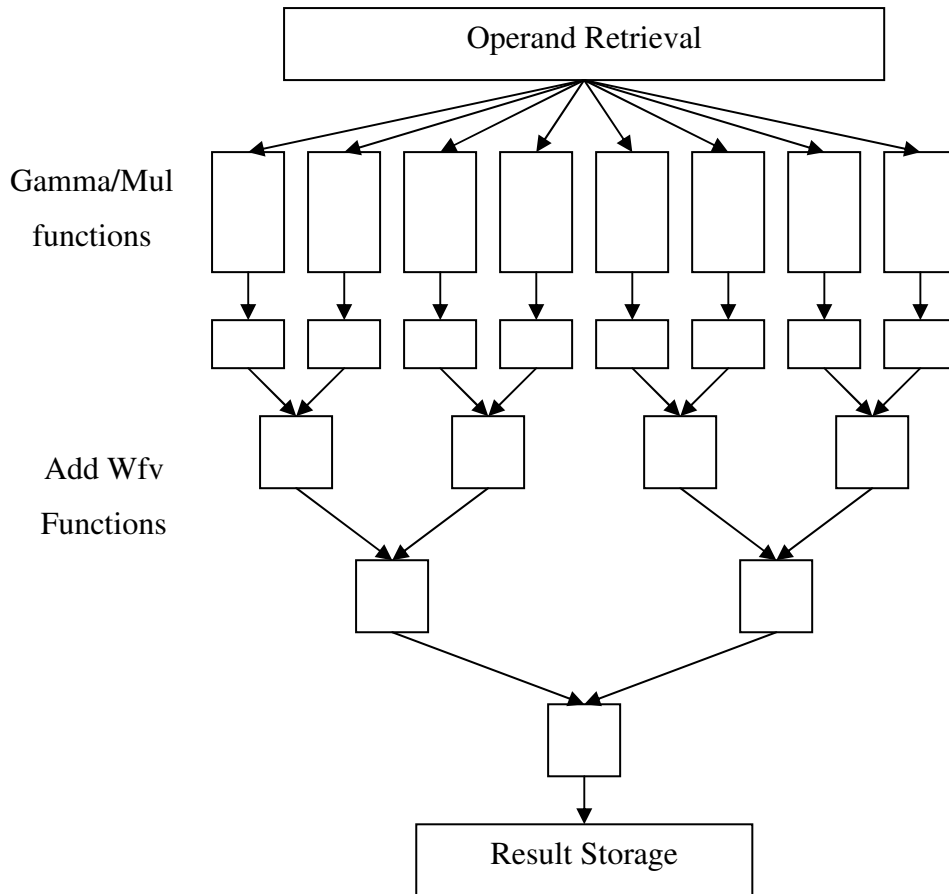 Operand Retrieval
Gamma/Mul
functions
Add Wfv
Functions
Result Storage